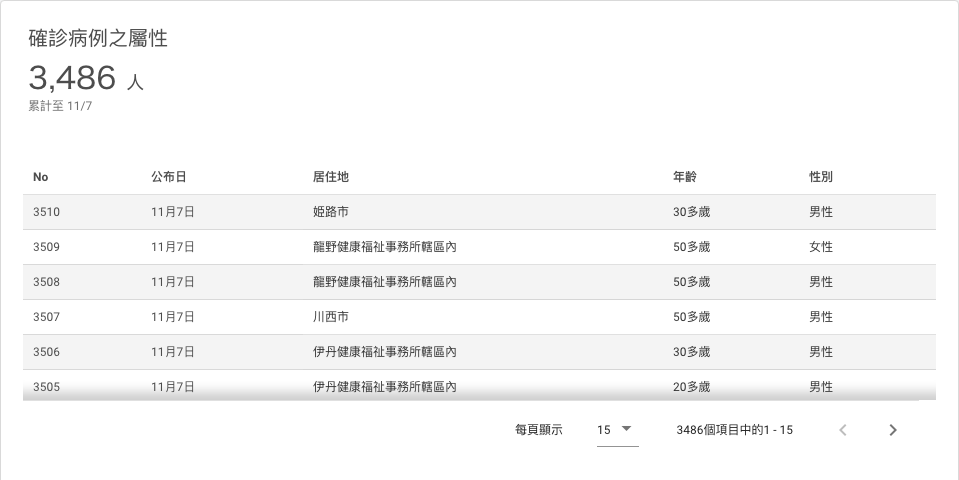 確診病例之屬性
3,486 人
累計至 11/7
No 公布日 居住地 年齡 性別
3510 11月7日 姫路市 30多歲 男性
3509 11月7日 龍野健康福祉事務所轄區內 50多歲 女性
3508 11月7日 龍野健康福祉事務所轄區內 50多歲 男性
3507 11月7日 川西市 50多歲 男性
3506 11月7日 伊丹健康福祉事務所轄區內 30多歲 男性
3505 11月7日 伊丹健康福祉事務所轄區內 20多歲 男性
每頁顯示 15 3486個項目中的1 - 15